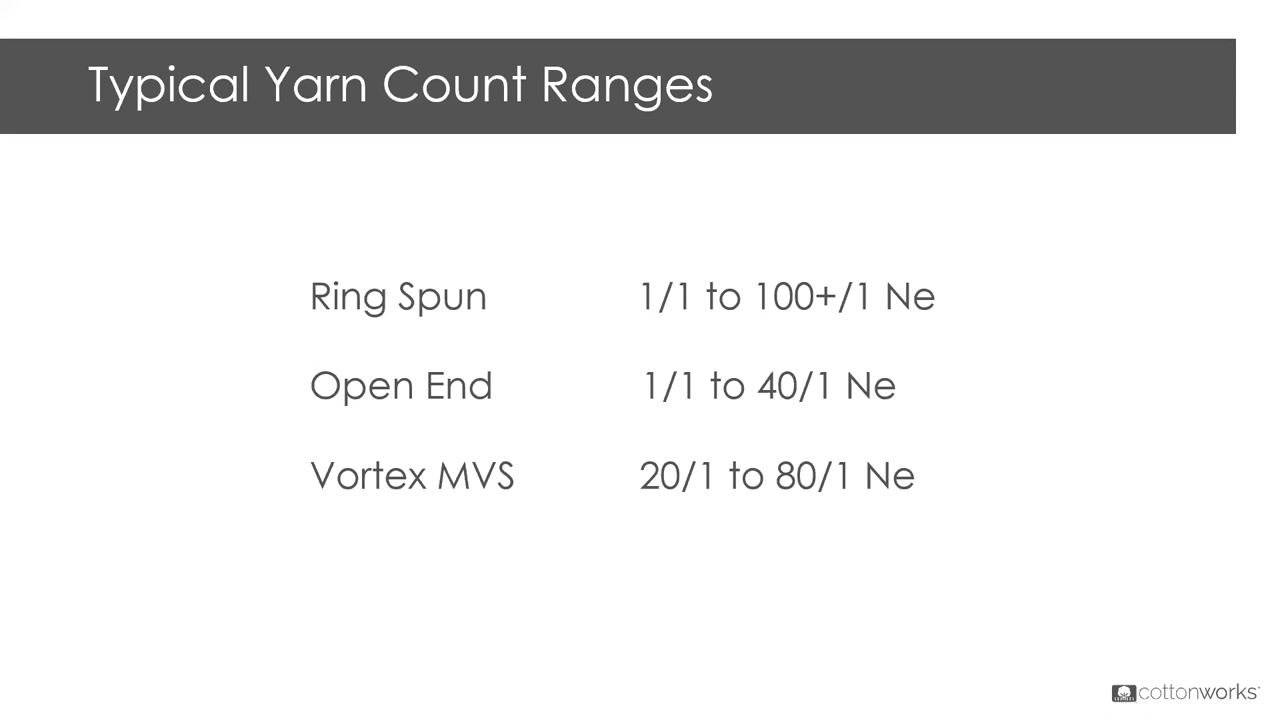 Typical Yarn Count Ranges
Ring Spun 1/1 to 100+/1 Ne
Open End 1/1 to 40/1 Ne
Vortex MVS 20/1 to 80/1 Ne
cottonworks